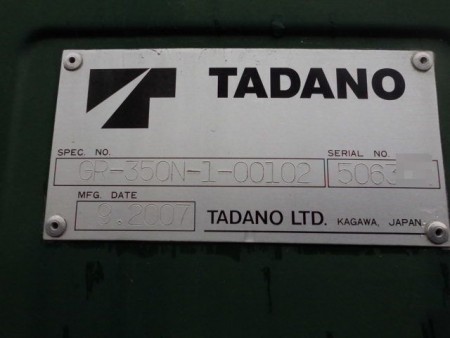 TADANO
SPEC. NO.
GR-350N-1-00102
SERIAL NO.
5063
MFG. DATE
9.2007
TADANO LTD. KAGAWA, JAPAN